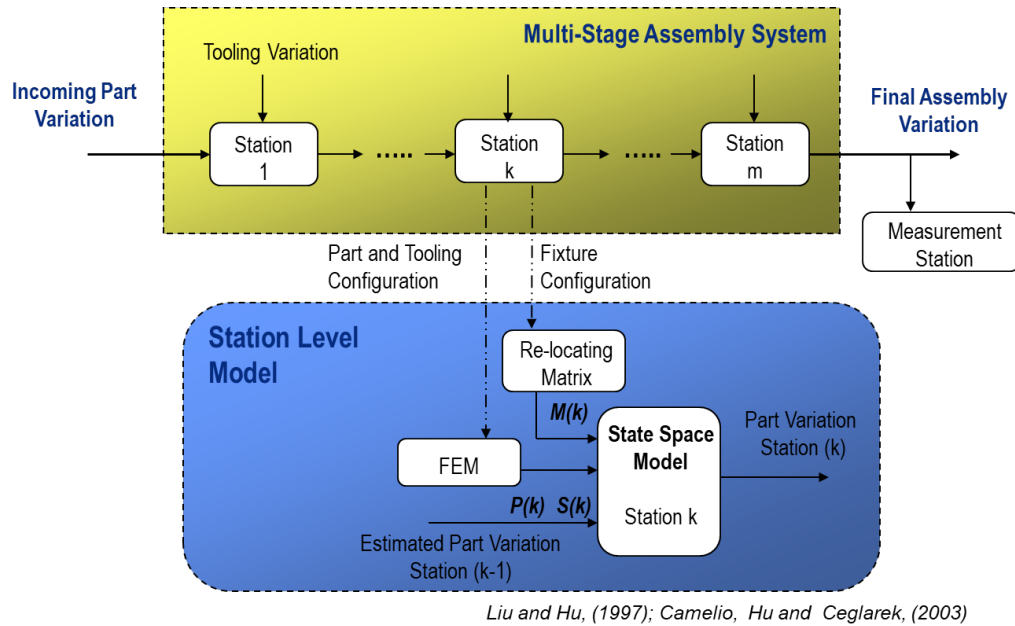 Multi-Stage Assembly System
Tooling Variation
Incoming Part
Variation
Final Assembly
Variation
Station
1
.....
Station
k
.....
Station
m
Measurement
Station
Part and Tooling
Configuration
Fixture
Configuration
Station Level
Model
Re-locating
Matrix
M(k)
State Space
Model
Station k
Part Variation
Station (k)
FEM
P(k) S(k)
Estimated Part Variation
Station (k-1)
Liu and Hu, (1997); Camelio, Hu and Ceglarek, (2003)